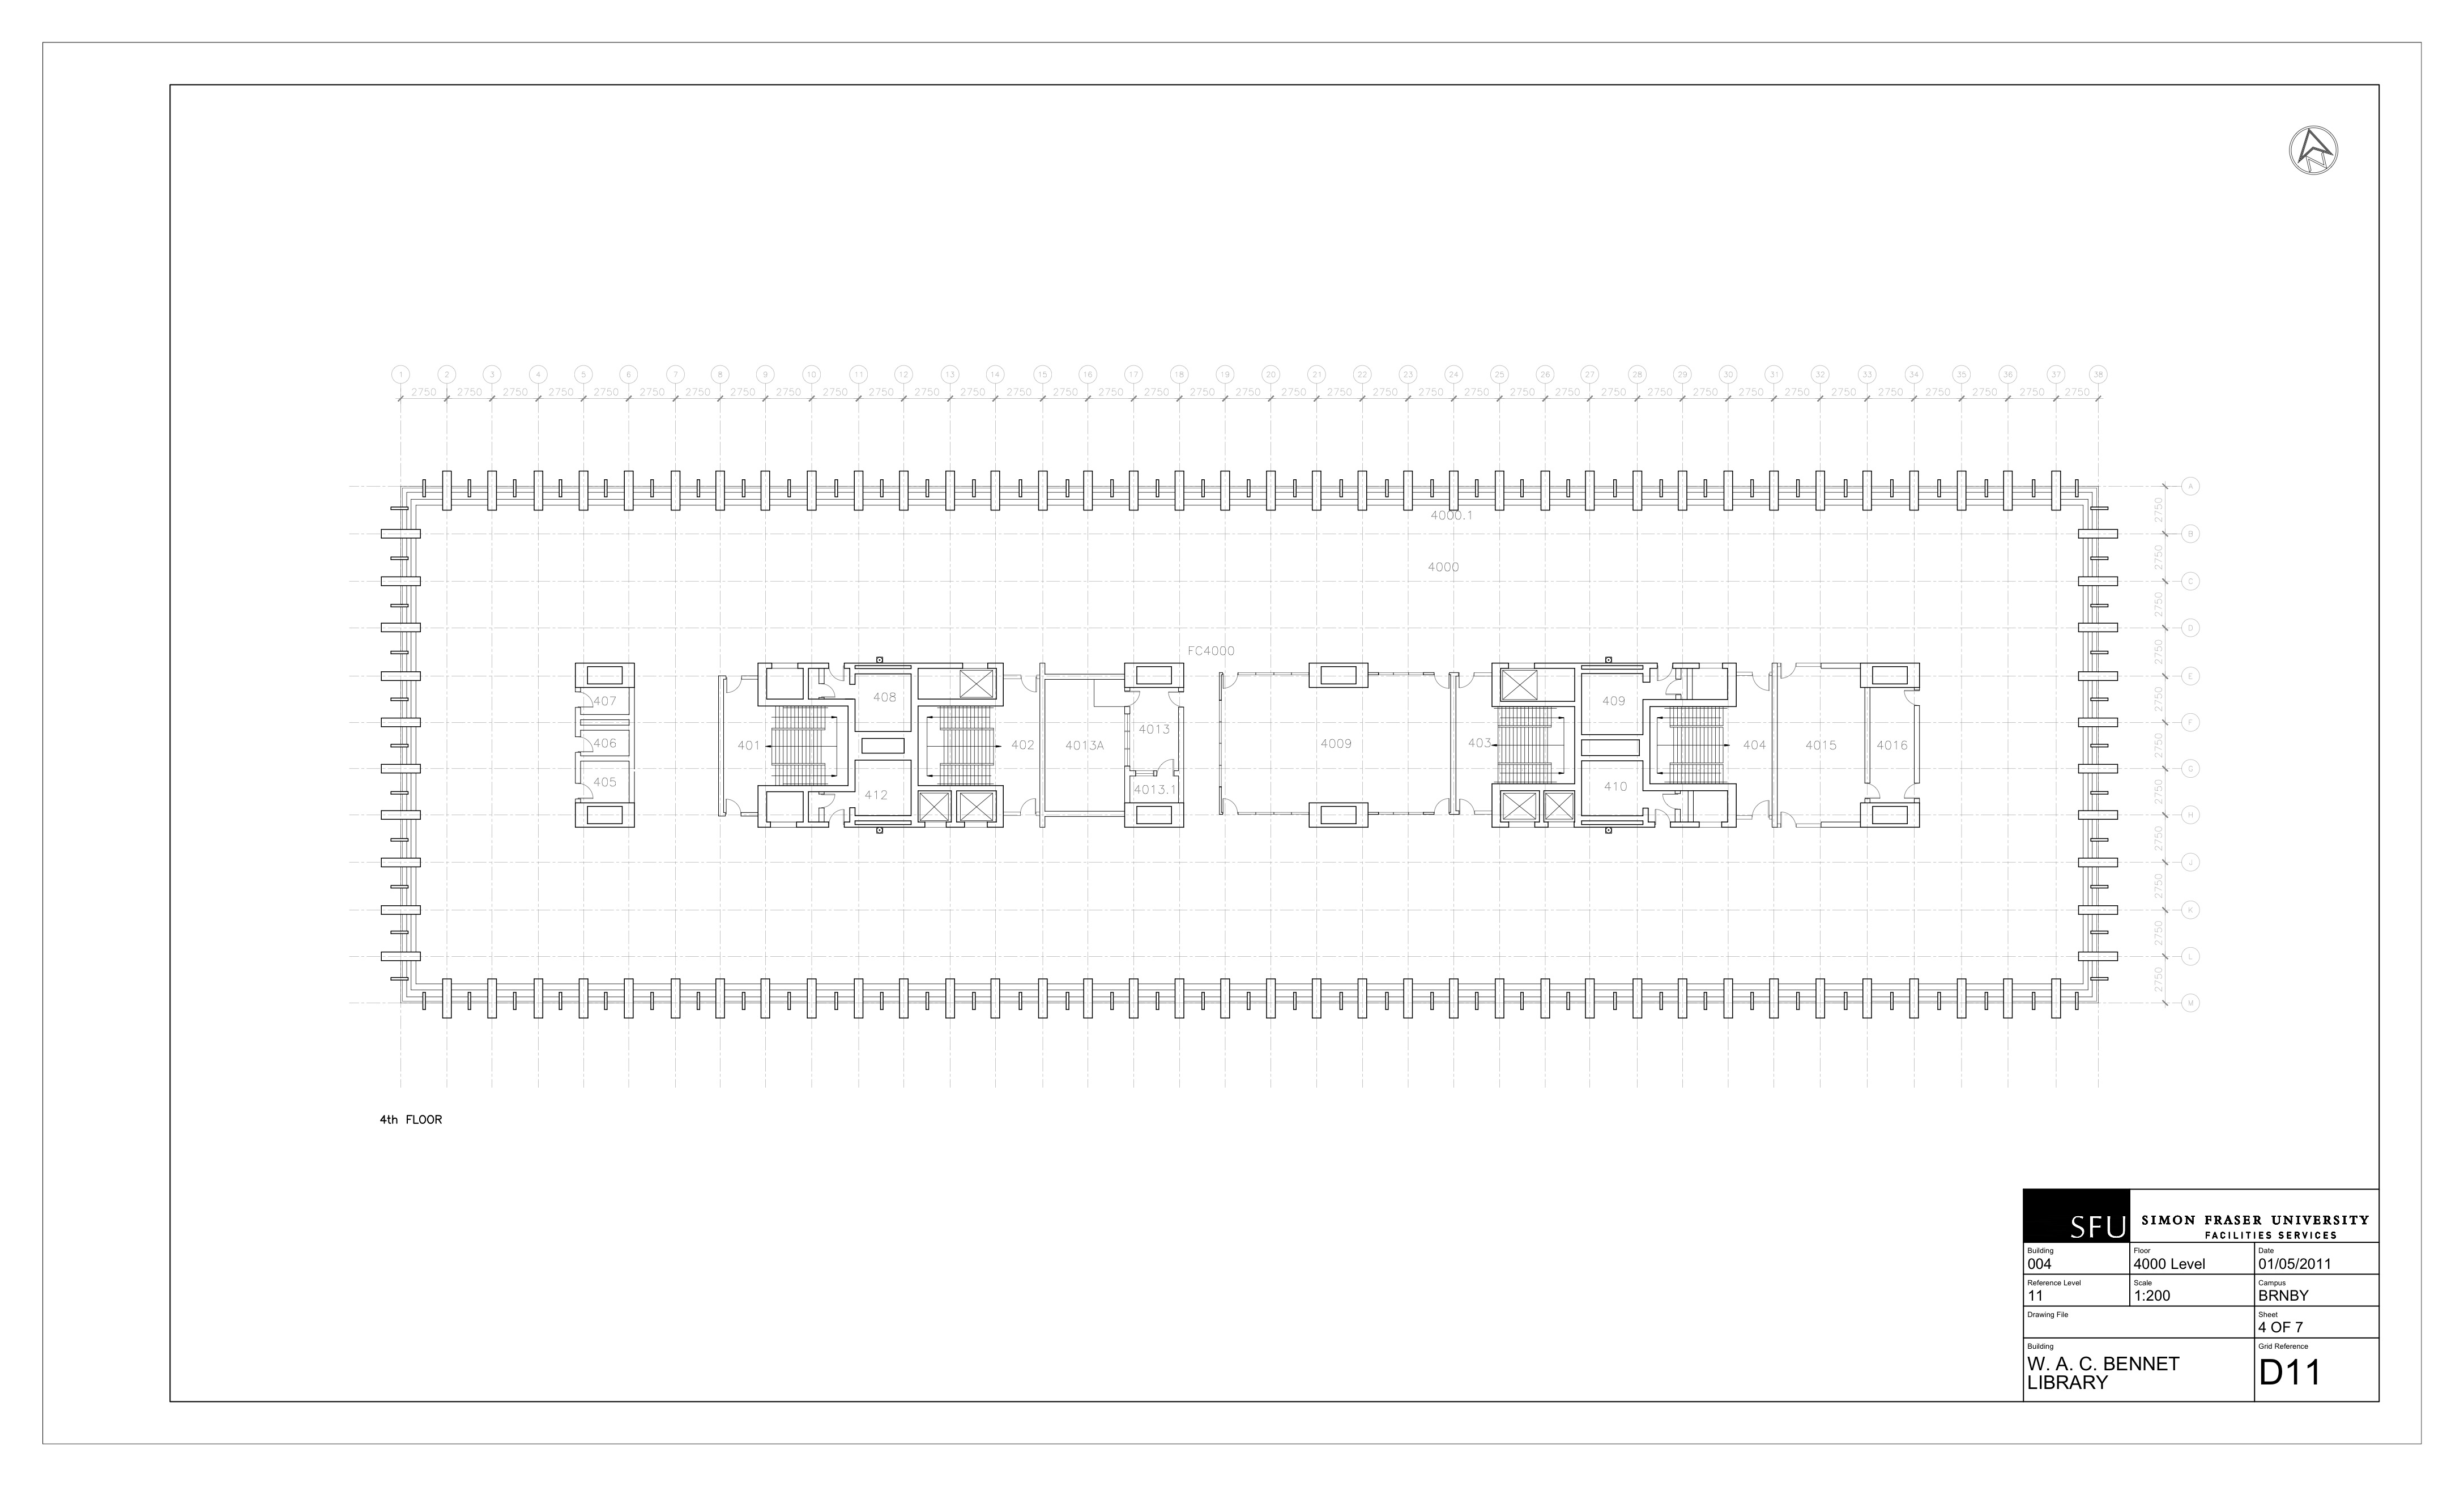 1 2 3 4 5 6 7 8 9 10 11 12 13 14 15 16 17 18 19 20 21 22 23 24 25 26 27 28 29 30 31 32 33 34 35 36 37 38
2750 2750 2750 2750 2750 2750 2750 2750 2750 2750 2750 2750 2750 2750 2750 2750 2750 2750 2750 2750 2750 2750 2750 2750 2750 2750 2750 2750 2750 2750 2750 2750 2750 2750 2750 2750 2750
A
2750
B
2750
C
2750
D
2750
E
2750
F
2750
G
2750
H
2750
J
2750
K
2750
L
2750
M
4000.1
4000
FC4000
407
406
405
401
408
412
402
4013A
4013
4013.1
4009
403
409
410
404
4015
4016
4th FLOOR
SFU
SIMON FRASER UNIVERSITY
FACILITIES SERVICES
Building
004
Floor
4000 Level
Date
01/05/2011
Reference Level
11
Scale
1:200
Campus
BRNBY
Drawing File
Sheet
4 OF 7
Building
W. A. C. BENNET
LIBRARY
Grid Reference
D11